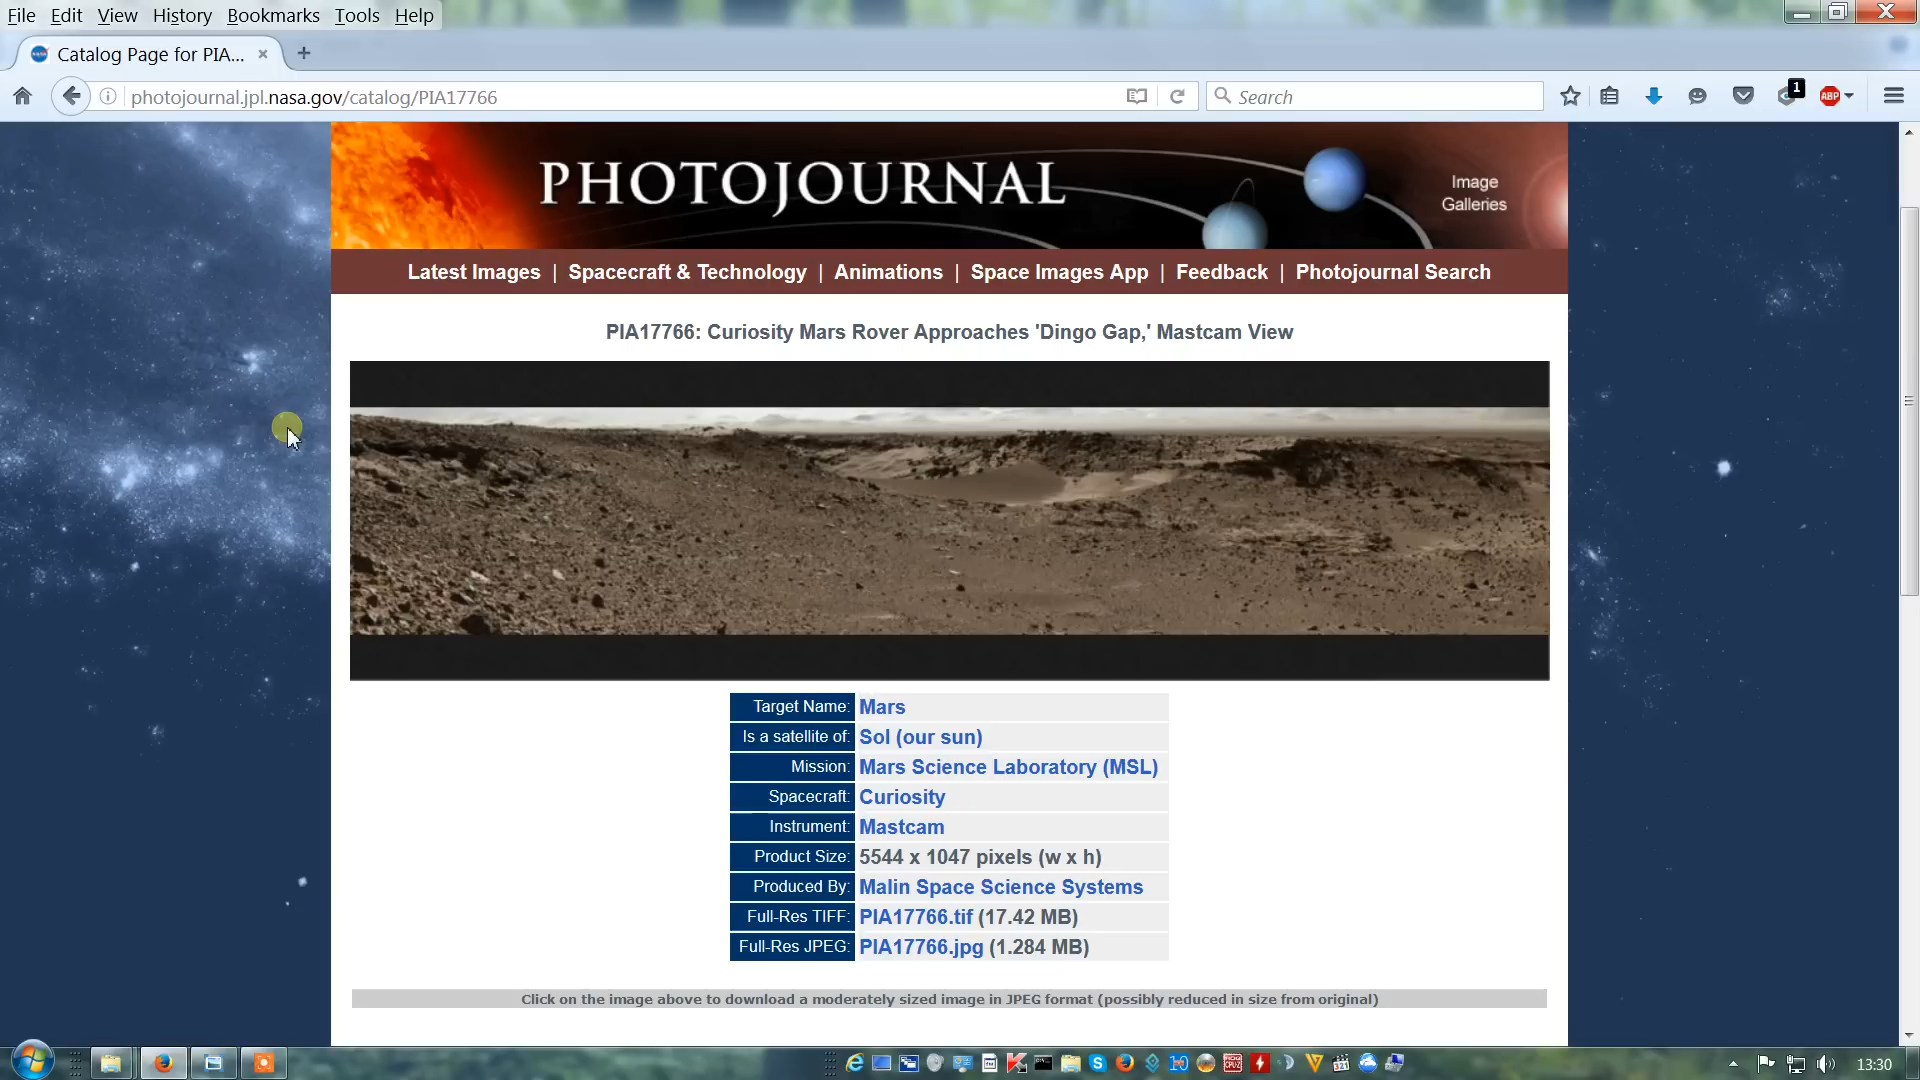 File Edit View History Bookmarks Tools Help
Catalog Page for PIA...
photojournal.jpl.nasa.gov/catalog/PIA17766
Search
1
ABP
PHOTOJOURNAL
Image
Galleries
Latest Images | Spacecraft & Technology | Animations | Space Images App | Feedback | Photojournal Search
PIA17766: Curiosity Mars Rover Approaches 'Dingo Gap,' Mastcam View
Target Name: Mars
Is a satellite of: Sol (our sun)
Mission: Mars Science Laboratory (MSL)
Spacecraft: Curiosity
Instrument: Mastcam
Product Size: 5544 x 1047 pixels (w x h)
Produced By: Malin Space Science Systems
Full-Res TIFF: PIA17766.tif (17.42 MB)
Full-Res JPEG: PIA17766.jpg (1.284 MB)
Click on the image above to download a moderately sized image in JPEG format (possibly reduced in size from original)
13:30